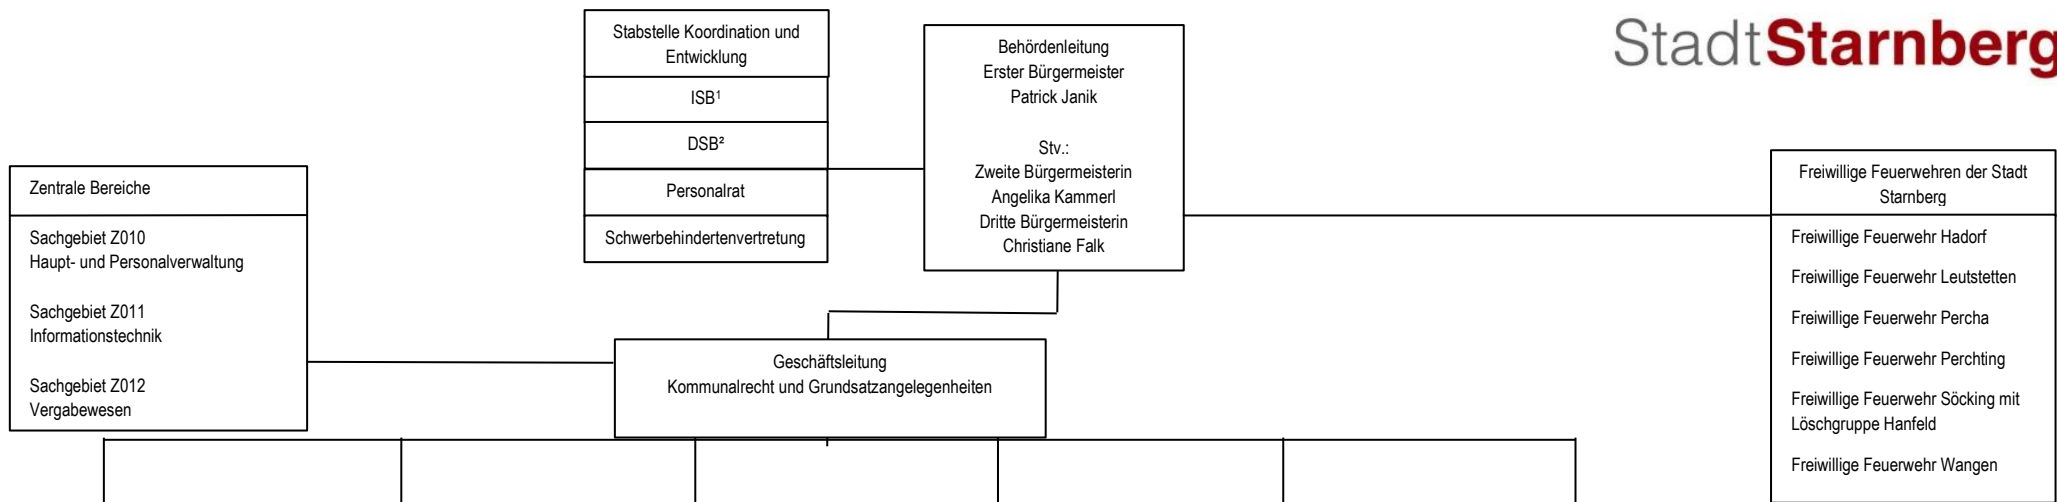 Stabstelle Koordination und
Entwicklung
ISB¹
DSB²
Personalrat
Schwerbehindertenvertretung
Behördenleitung
Erster Bürgermeister
Patrick Janik
Stv.:
Zweite Bürgermeisterin
Angelika Kammerl
Dritte Bürgermeisterin
Christiane Falk
StadtStarnberg
Zentrale Bereiche
Sachgebiet Z010
Haupt- und Personalverwaltung
Sachgebiet Z011
Informationstechnik
Sachgebiet Z012
Vergabewesen
Geschäftsleitung
Kommunalrecht und Grundsatzangelegenheiten
Freiwillige Feuerwehren der Stadt
Starnberg
Freiwillige Feuerwehr Hadorf
Freiwillige Feuerwehr Leutstetten
Freiwillige Feuerwehr Percha
Freiwillige Feuerwehr Perchting
Freiwillige Feuerwehr Söcking mit
Löschgruppe Hanfeld
Freiwillige Feuerwehr Wangen